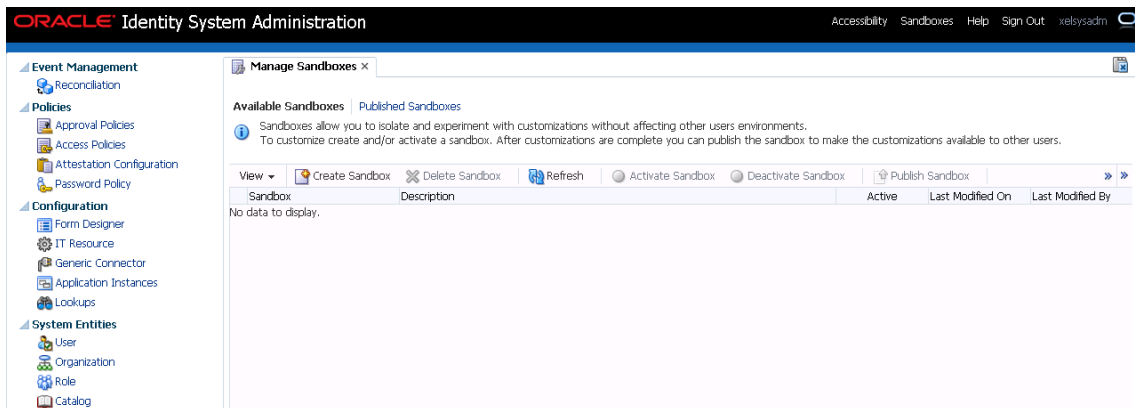 ORACLE Identity System Administration
Accessibility Sandboxes Help Sign Out xelsysadm
Event Management
Reconciliation
Policies
Approval Policies
Access Policies
Attestation Configuration
Password Policy
Configuration
Form Designer
IT Resource
Generic Connector
Application Instances
Lookups
System Entities
User
Organization
Role
Catalog
Manage Sandboxes
Available Sandboxes Published Sandboxes
Sandboxes allow you to isolate and experiment with customizations without affecting other users environments.
To customize create and/or activate a sandbox. After customizations are complete you can publish the sandbox to make the customizations available to other users.
View Create Sandbox Delete Sandbox Refresh Activate Sandbox Deactivate Sandbox Publish Sandbox
Sandbox Description Active Last Modified On Last Modified By
No data to display.